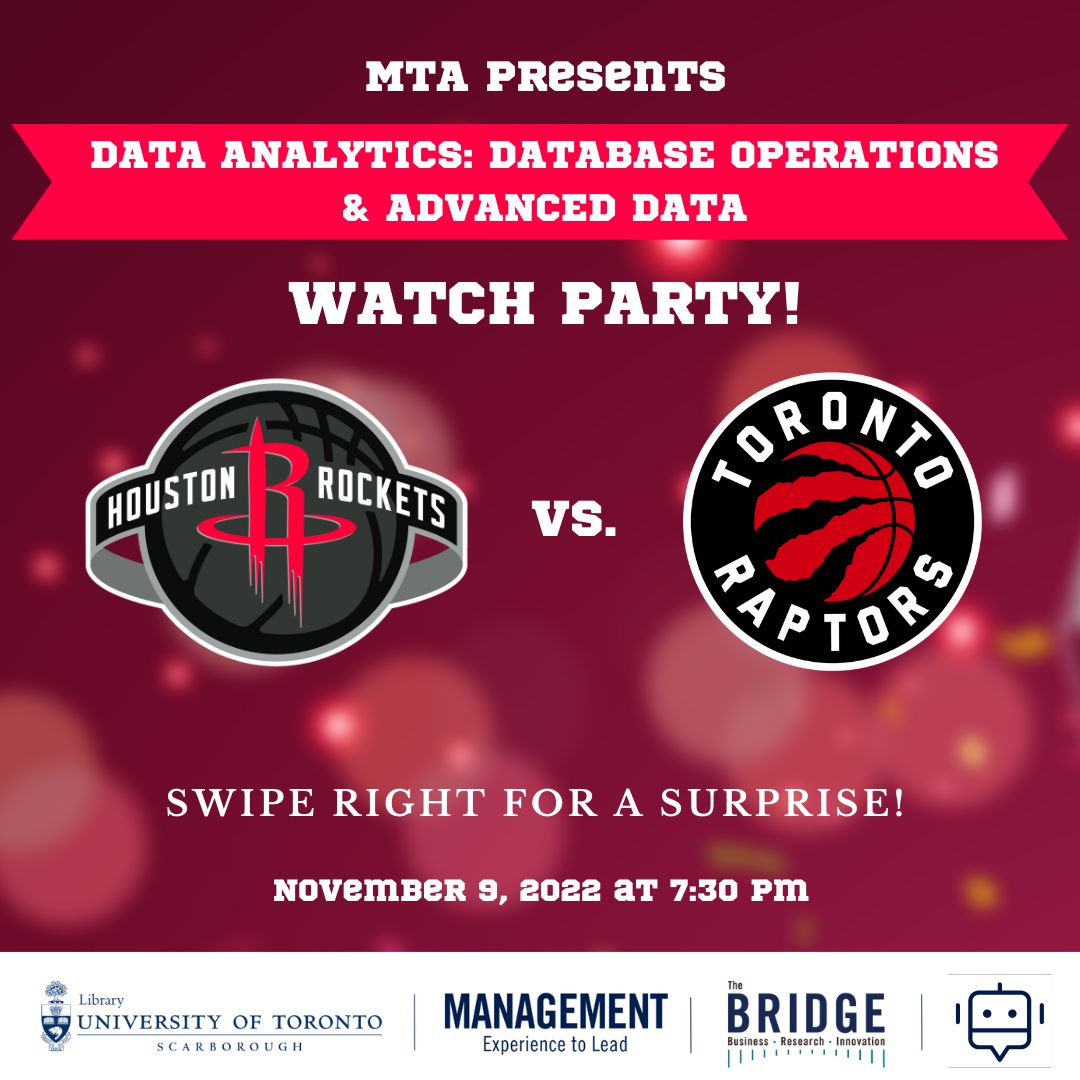 MTA Presents
DATA ANALYTICS: DATABASE OPERATIONS
& ADVANCED DATA
WATCH PARTY!
HOUSTON ROCKETS
VS.
TORONTO
RAPTORS
SWIPE RIGHT FOR A SURPRISE!
November 9, 2022 at 7:30 PM
Library
UNIVERSITY OF TORONTO
SCARBOROUGH
MANAGEMENT
Experience to Lead
The
BRIDGE
Business · Research · Innovation